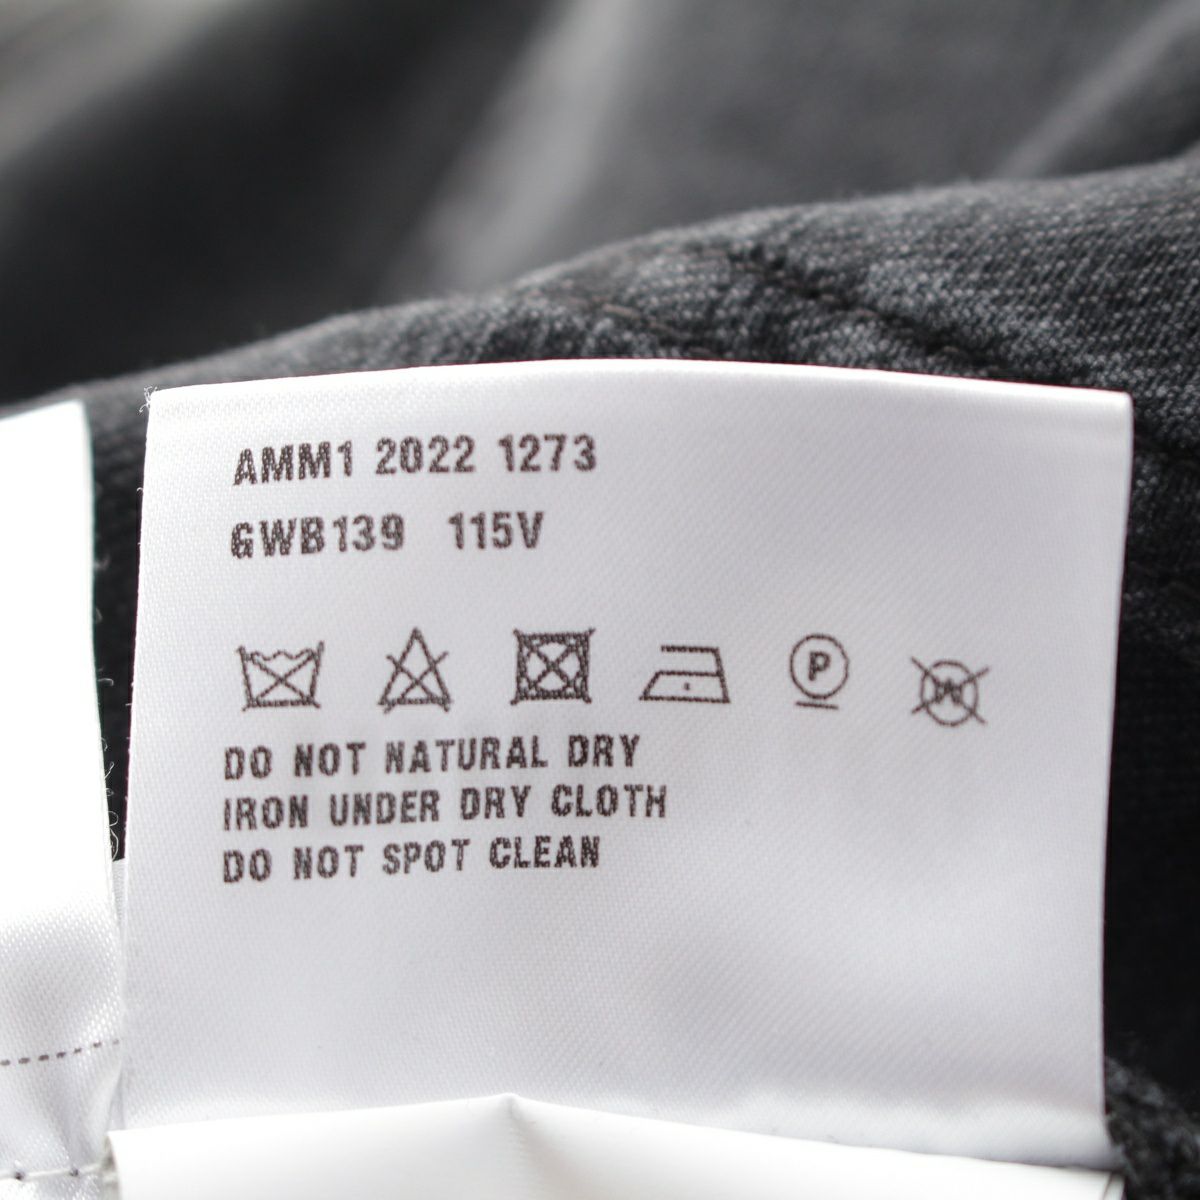 AMM1 2022 1273
GWB139 115V
P
W
DO NOT NATURAL DRY
IRON UNDER DRY CLOTH
DO NOT SPOT CLEAN